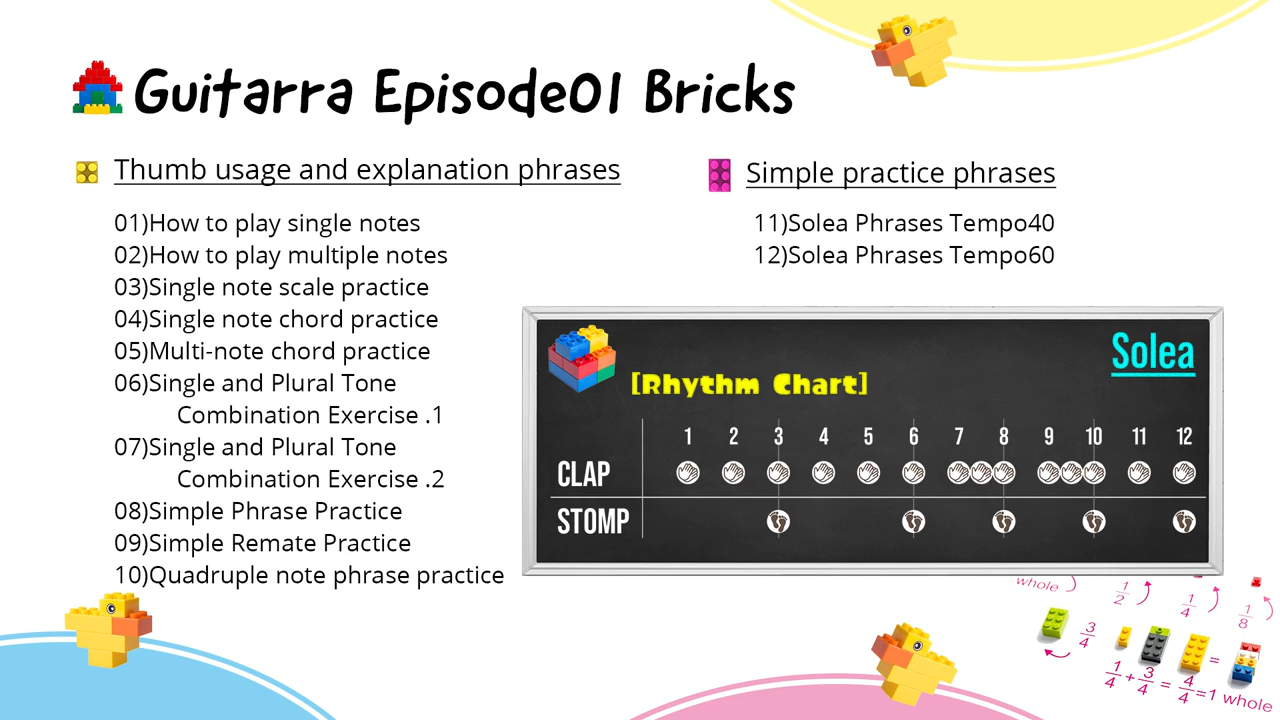 Guitarra Episode01 Bricks
Thumb usage and explanation phrases
01)How to play single notes
02)How to play multiple notes
03)Single note scale practice
04)Single note chord practice
05)Multi-note chord practice
06)Single and Plural Tone
Combination Exercise .1
07)Single and Plural Tone
Combination Exercise .2
08)Simple Phrase Practice
09)Simple Remate Practice
10)Quadruple note phrase practice
Simple practice phrases
11)Solea Phrases Tempo40
12)Solea Phrases Tempo60
Solea
[Rhythm Chart]
1 2 3 4 5 6 7 8 9 10 11 12
CLAP
STOMP
whole ) 1/2 1/4 1/8
3/4 =
1/4 + 3/4 = 4/4 =1 whole